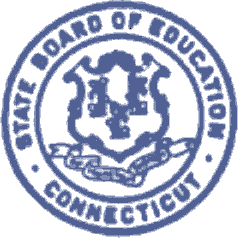 STATE BOARD OF EDUCATION
• CONNECTICUT •